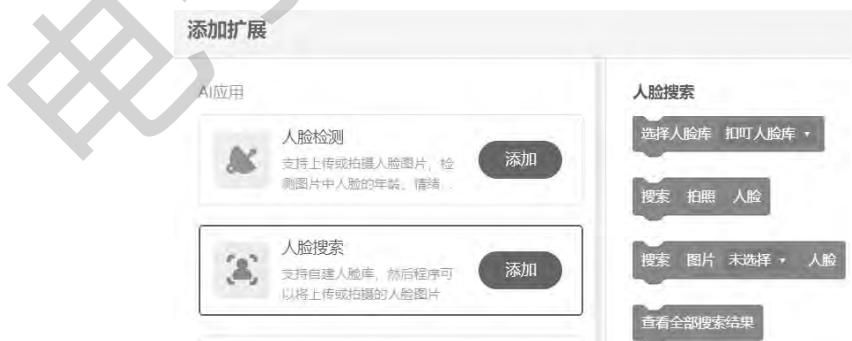 添加扩展
AI应用
人脸检测
支持上传或拍摄人脸图片，检
测图片中人脸的年龄、情绪...
添加
人脸搜索
支持自建人脸库，然后程序可
以将上传或拍摄的人脸图片
添加
人脸搜索
选择人脸库 扣叮人脸库
搜索 拍照 人脸
搜索 图片 未选择 人脸
查看全部搜索结果
电